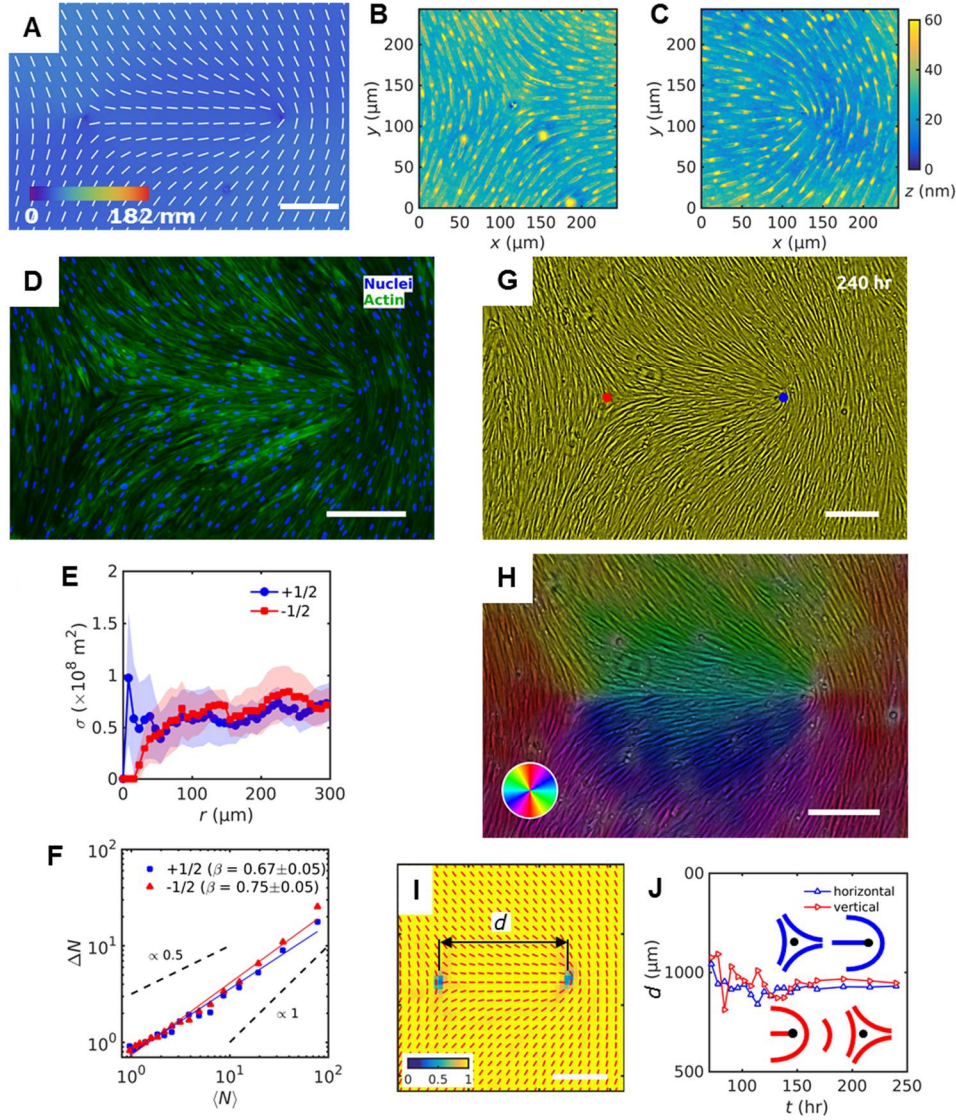 A
0
182 nm
B
y (μm)
200
150
100
50
0
0
50
100
150
200
x (μm)
C
y (μm)
200
150
100
50
0
0
50
100
150
200
x (μm)
60
40
20
0
z (nm)
D
Nuclei
Actin
G
240 hr
E
+1/2
-1/2
σ (×10⁸ m²)
2
1.5
1
0.5
0
0
100
200
300
r (μm)
H
F
+1/2 (β = 0.67±0.05)
-1/2 (β = 0.75±0.05)
∝ 0.5
∝ 1
ΔN
10²
10¹
10⁰
10⁰
10¹
10²
⟨N⟩
I
d
0
0.5
1
J
horizontal
vertical
d (μm)
00
1000
500
100
150
200
250
t (hr)